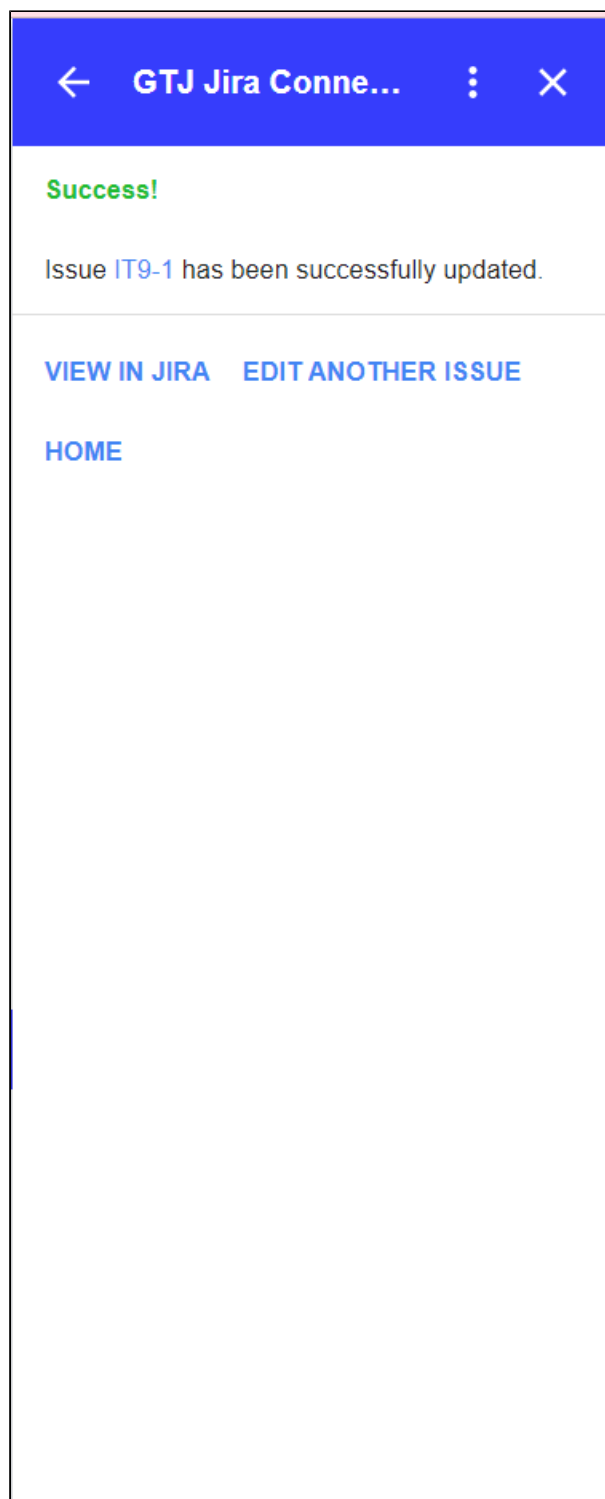 GTJ Jira Conne...
Success!
Issue IT9-1 has been successfully updated.
VIEW IN JIRA EDIT ANOTHER ISSUE
HOME